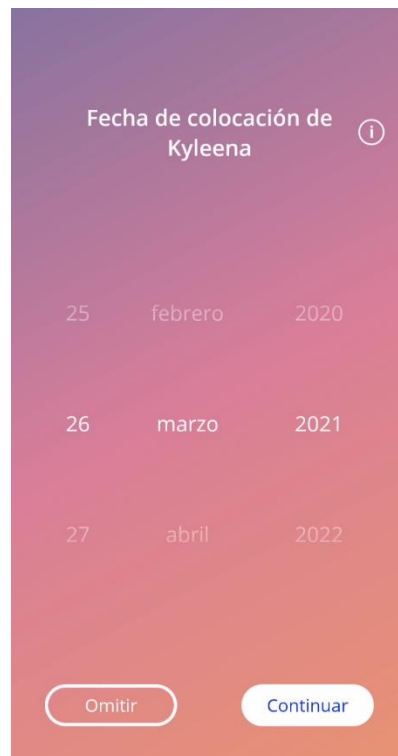 Fecha de colocación de
Kyleena
25 febrero 2020
26 marzo 2021
27 abril 2022
Omitir Continuar